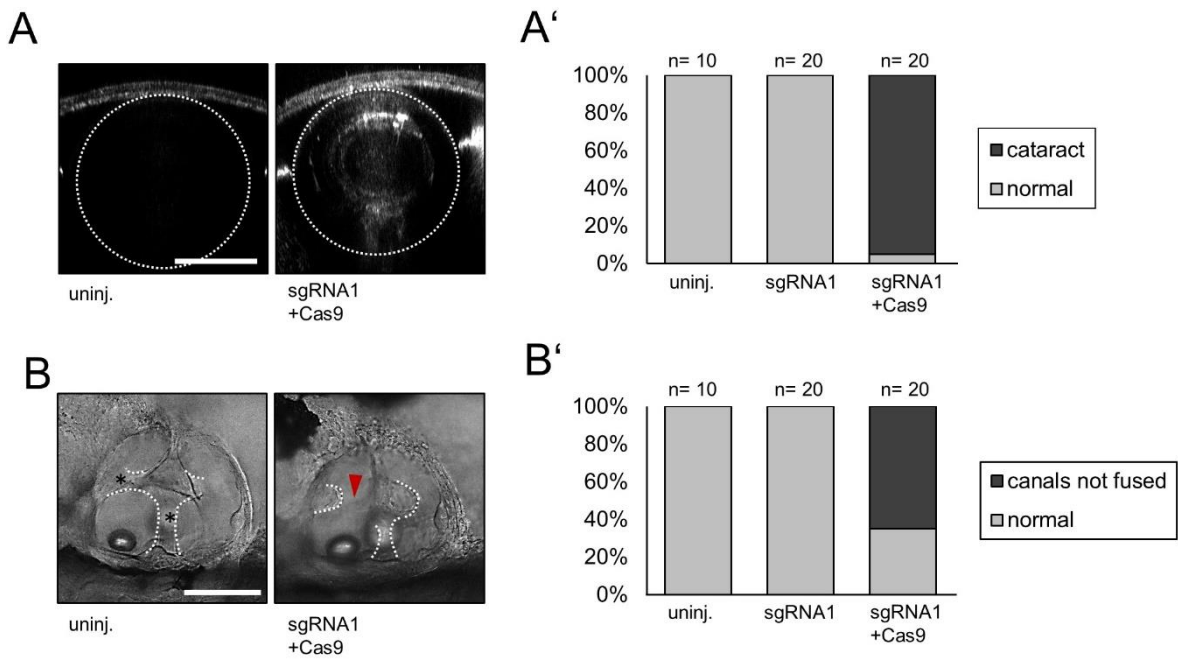 A
uninj.
sgRNA1
+Cas9
A‘
n= 10 n= 20 n= 20
100%
80%
60%
40%
20%
0%
uninj. sgRNA1 sgRNA1
+Cas9
cataract
normal
B
* *
uninj.
sgRNA1
+Cas9
B‘
n= 10 n= 20 n= 20
100%
80%
60%
40%
20%
0%
uninj. sgRNA1 sgRNA1
+Cas9
canals not fused
normal